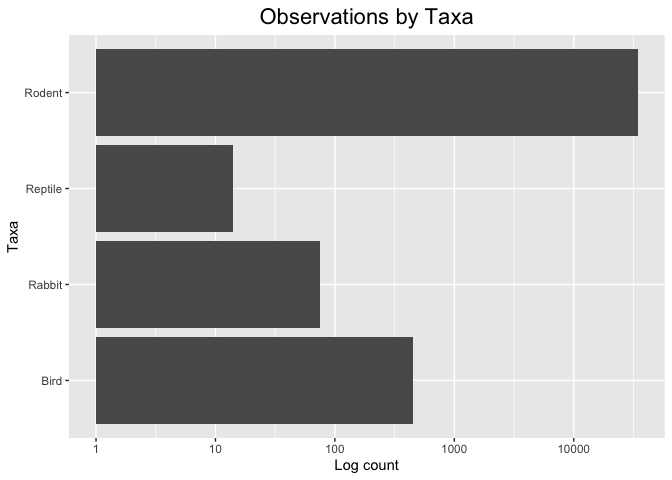 Observations by Taxa
Taxa
Rodent
Reptile
Rabbit
Bird
1 10 100 1000 10000
Log count